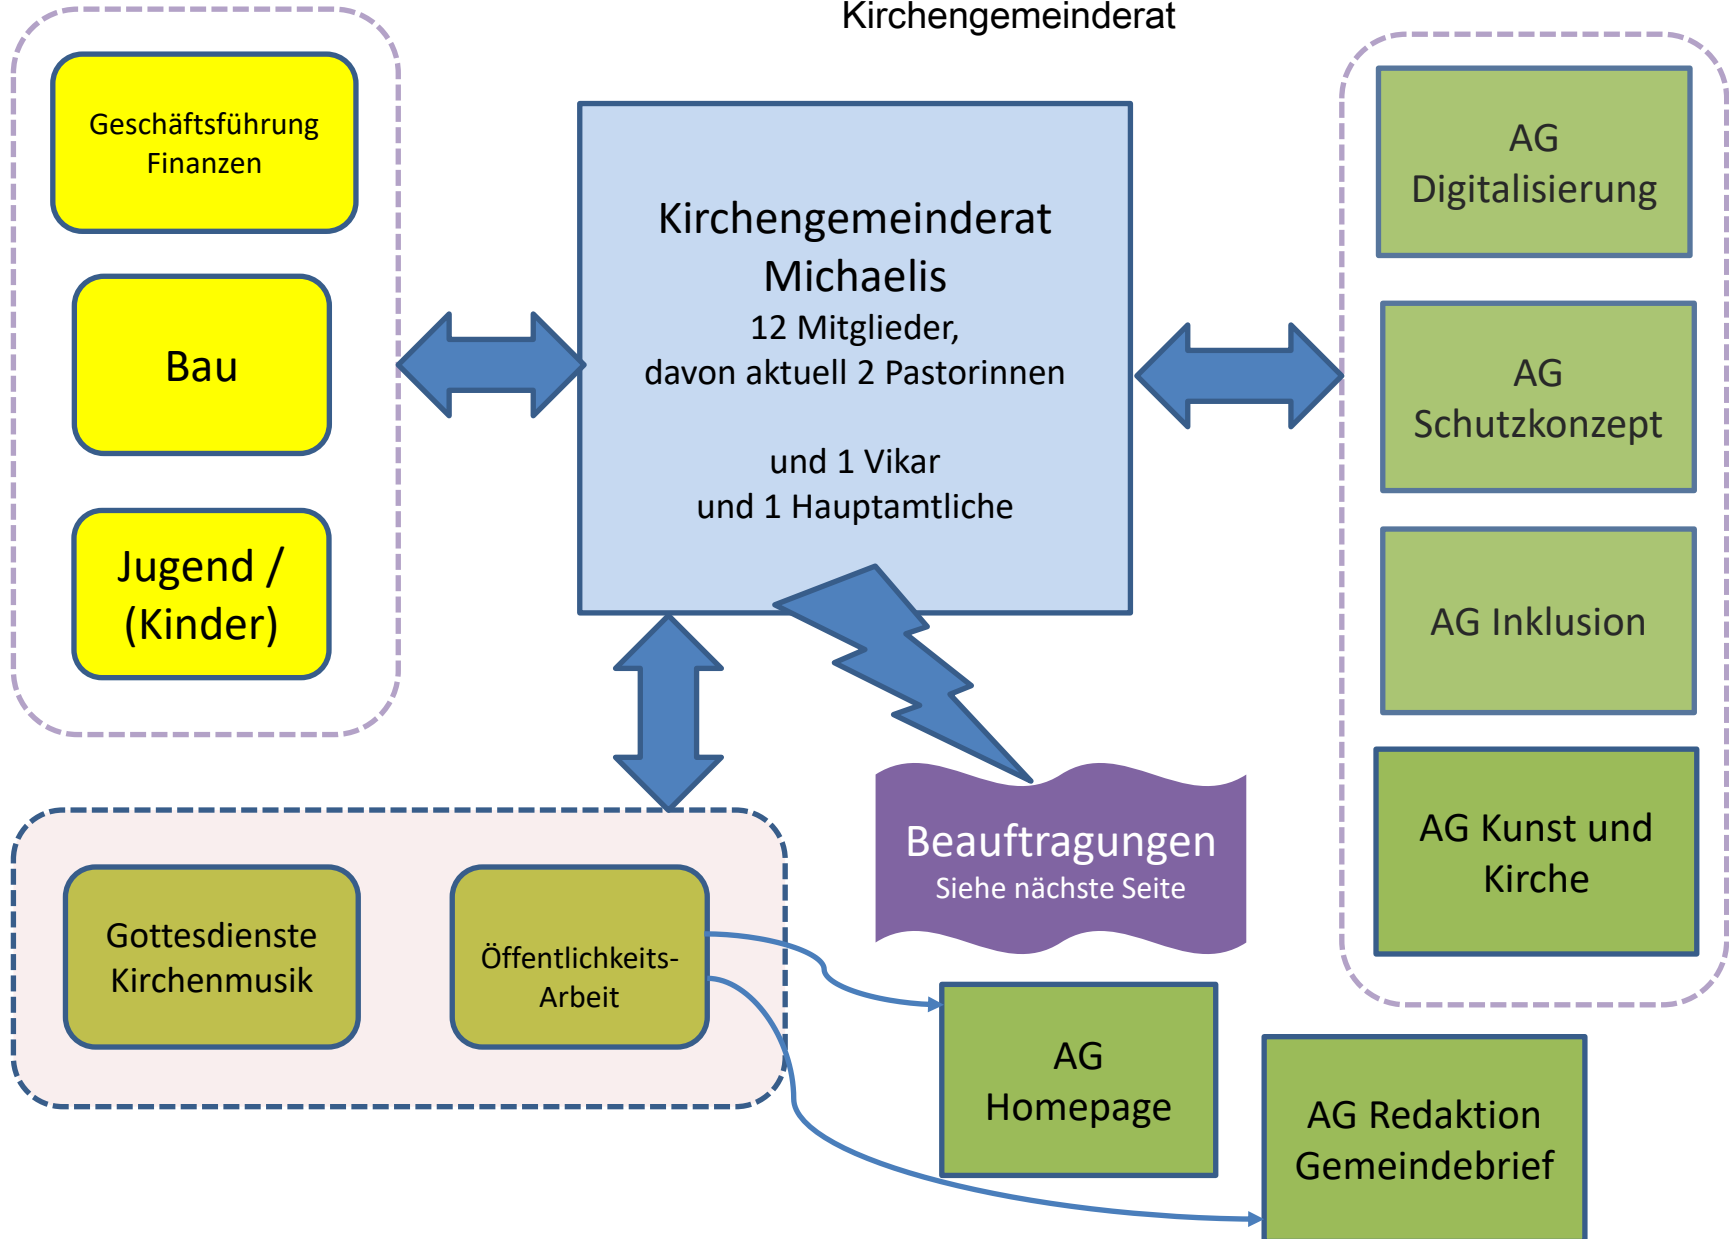 Kirchengemeinderat
Geschäftsführung
Finanzen
Bau
Jugend /
(Kinder)
Kirchengemeinderat
Michaelis
12 Mitglieder,
davon aktuell 2 Pastorinnen
und 1 Vikar
und 1 Hauptamtliche
AG
Digitalisierung
AG
Schutzkonzept
AG Inklusion
AG Kunst und
Kirche
Beauftragungen
Siehe nächste Seite
Gottesdienste
Kirchenmusik
Öffentlichkeits-
Arbeit
AG
Homepage
AG Redaktion
Gemeindebrief